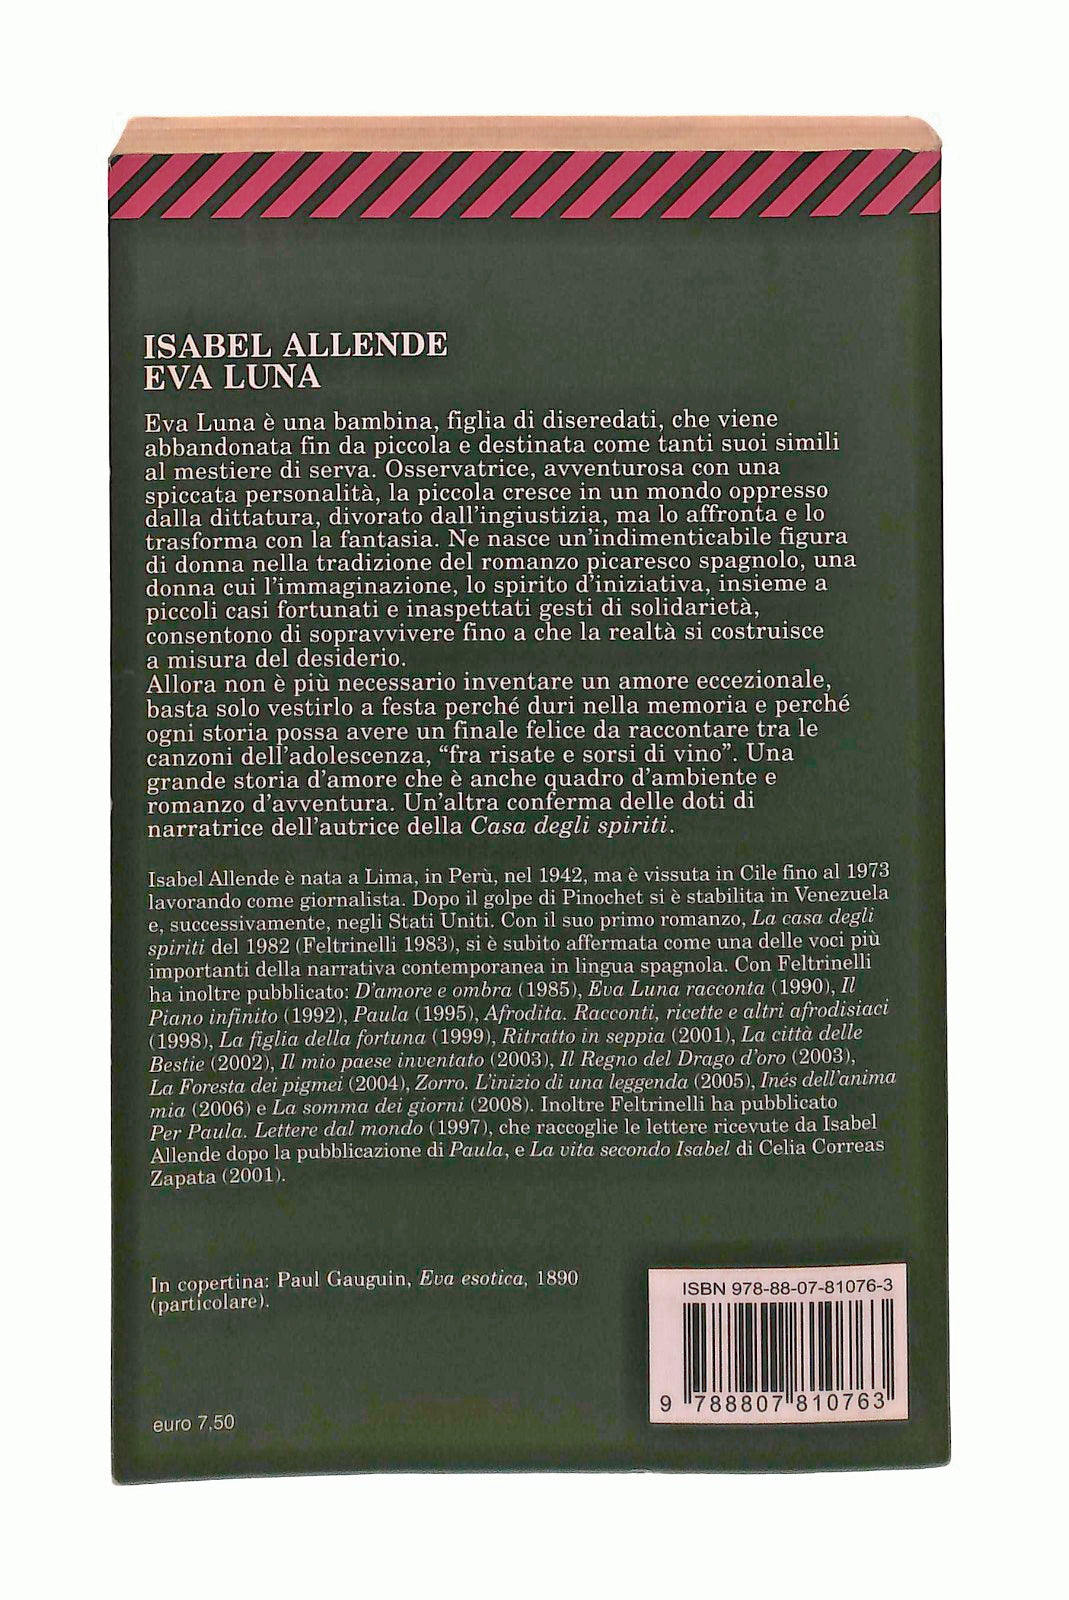 ISABEL ALLENDE
EVA LUNA
Eva Luna è una bambina, figlia di diseredati, che viene
abbandonata fin da piccola e destinata come tanti suoi simili
al mestiere di serva. Osservatrice, avventurosa con una
spiccata personalità, la piccola cresce in un mondo oppresso
dalla dittatura, divorato dall'ingiustizia, ma lo affronta e lo
trasforma con la fantasia. Ne nasce un'indimenticabile figura
di donna nella tradizione del romanzo picaresco spagnolo, una
donna cui l'immaginazione, lo spirito d'iniziativa, insieme a
piccoli casi fortunati e inaspettati gesti di solidarietà,
consentono di sopravvivere fino a che la realtà si costruisce
a misura del desiderio.
Allora non è più necessario inventare un amore eccezionale,
basta solo vestirlo a festa perché duri nella memoria e perché
ogni storia possa avere un finale felice da raccontare tra le
canzoni dell'adolescenza, “fra risate e sorsi di vino”. Una
grande storia d'amore che è anche quadro d'ambiente e
romanzo d'avventura. Un'altra conferma delle doti di
narratrice dell'autrice della Casa degli spiriti.
Isabel Allende è nata a Lima, in Perù, nel 1942, ma è vissuta in Cile fino al 1973
lavorando come giornalista. Dopo il golpe di Pinochet si è stabilita in Venezuela
e, successivamente, negli Stati Uniti. Con il suo primo romanzo, La casa degli
spiriti del 1982 (Feltrinelli 1983), si è subito affermata come una delle voci più
importanti della narrativa contemporanea in lingua spagnola. Con Feltrinelli
ha inoltre pubblicato: D'amore e ombra (1985), Eva Luna racconta (1990), Il
Piano infinito (1992), Paula (1995), Afrodita. Racconti, ricette e altri afrodisiaci
(1998), La figlia della fortuna (1999), Ritratto in seppia (2001), La città delle
Bestie (2002), Il mio paese inventato (2003), Il Regno del Drago d'oro (2003),
La Foresta dei pigmei (2004), Zorro. L'inizio di una leggenda (2005), Inés dell'anima
mia (2006) e La somma dei giorni (2008). Inoltre Feltrinelli ha pubblicato
Per Paula. Lettere dal mondo (1997), che raccoglie le lettere ricevute da Isabel
Allende dopo la pubblicazione di Paula, e La vita secondo Isabel di Celia Correas
Zapata (2001).
In copertina: Paul Gauguin, Eva esotica, 1890
(particolare).
ISBN 978-88-07-81076-3
9 788807 810763
euro 7,50